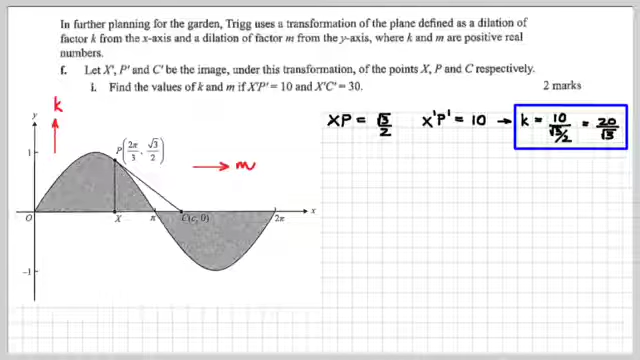 In further planning for the garden, Trigg uses a transformation of the plane defined as a dilation of
factor k from the x-axis and a dilation of factor m from the y-axis, where k and m are positive real
numbers.
f. Let X', P' and C' be the image, under this transformation, of the points X, P and C respectively.
i. Find the values of k and m if X'P' = 10 and X'C' = 30. 2 marks
k
XP = √3/2 X'P' = 10 → k = 10/(√3/2) = 20/√3
y
P(2π/3, √3/2)
1
→ m
O X π C(c, 0) 2π x
−1